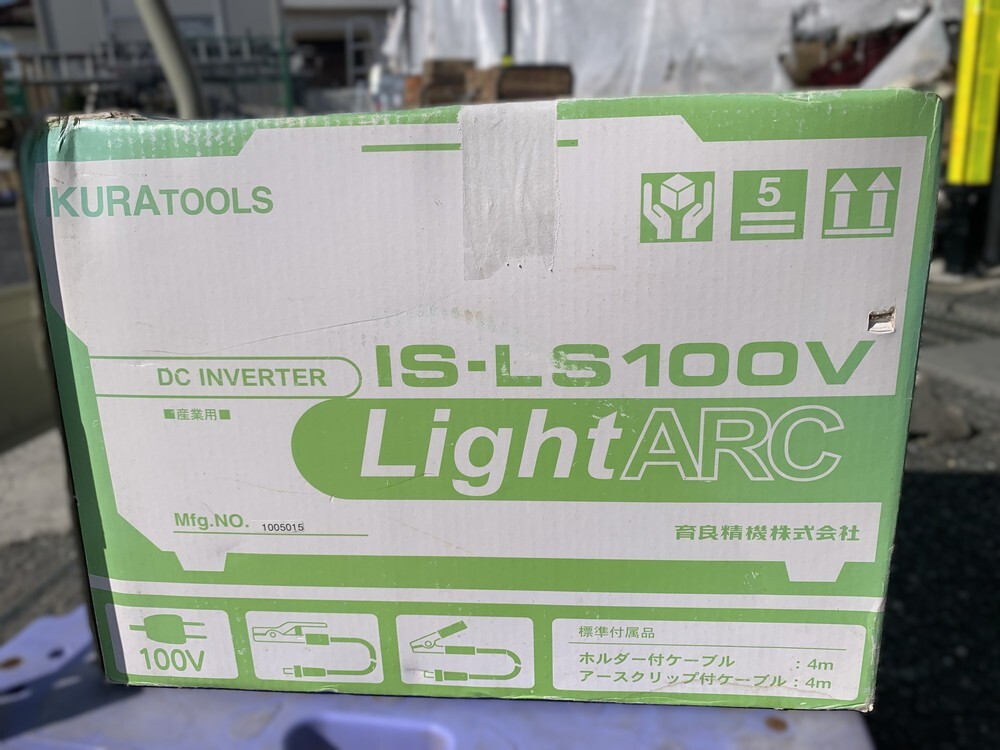 IKURATOOLS
5
DC INVERTER
IS-LS100V
■産業用■
LightARC
Mfg.NO. 1005015
育良精機株式会社
100V
標準付属品
ホルダー付ケーブル : 4m
アースクリップ付ケーブル : 4m